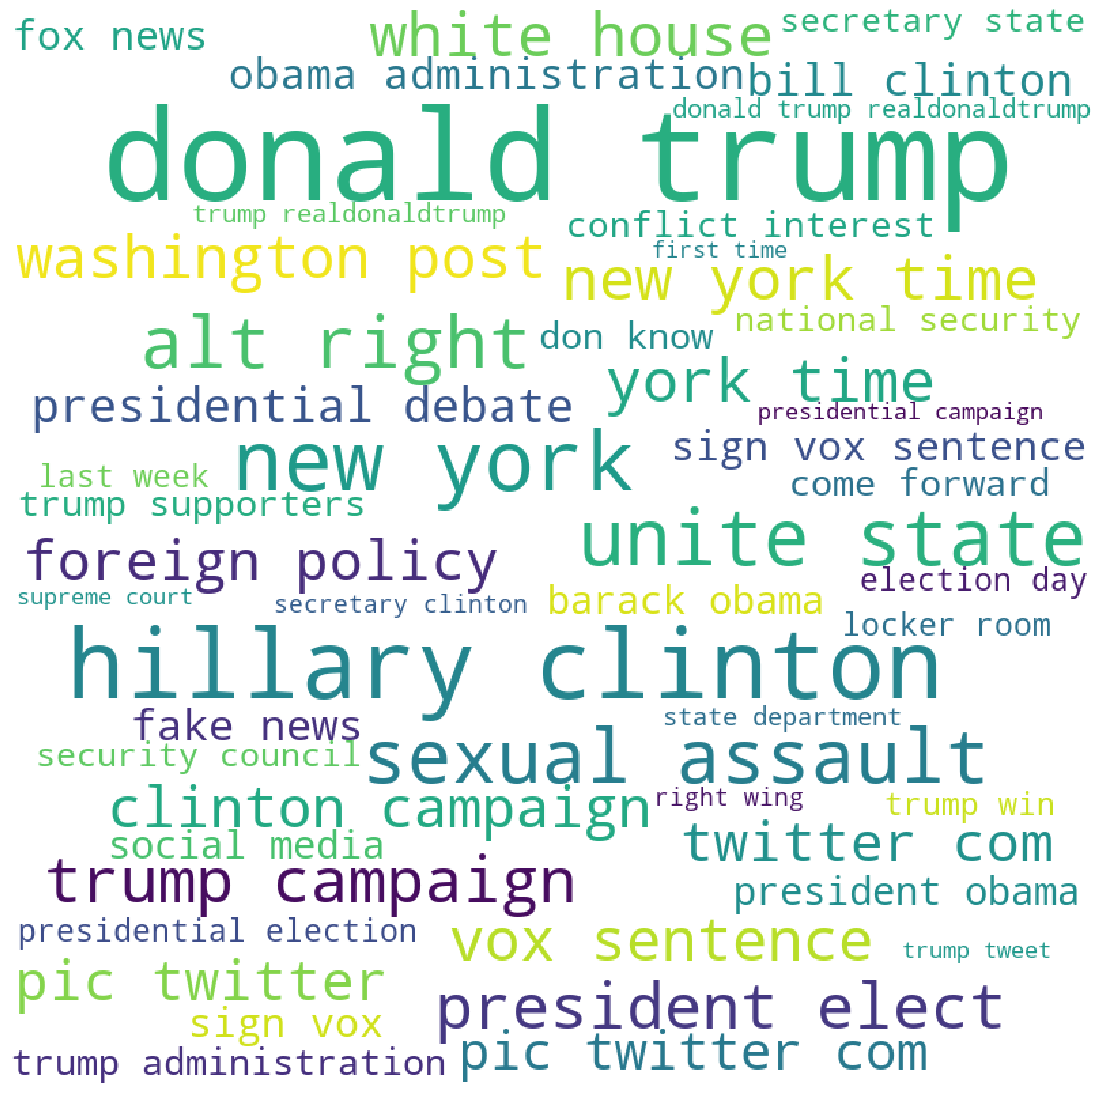 fox news
white house
secretary state
obama administration
bill clinton
donald trump realdonaldtrump
donald trump
trump realdonaldtrump
conflict interest
washington post
first time
new york time
national security
alt right
don know
york time
presidential debate
presidential campaign
new york
sign vox sentence
last week
come forward
trump supporters
unite state
foreign policy
election day
supreme court
secretary clinton
barack obama
locker room
hillary clinton
fake news
state department
security council
sexual assault
clinton campaign
right wing
trump win
social media
twitter com
trump campaign
president obama
presidential election
vox sentence
trump tweet
pic twitter
president elect
sign vox
trump administration
pic twitter com